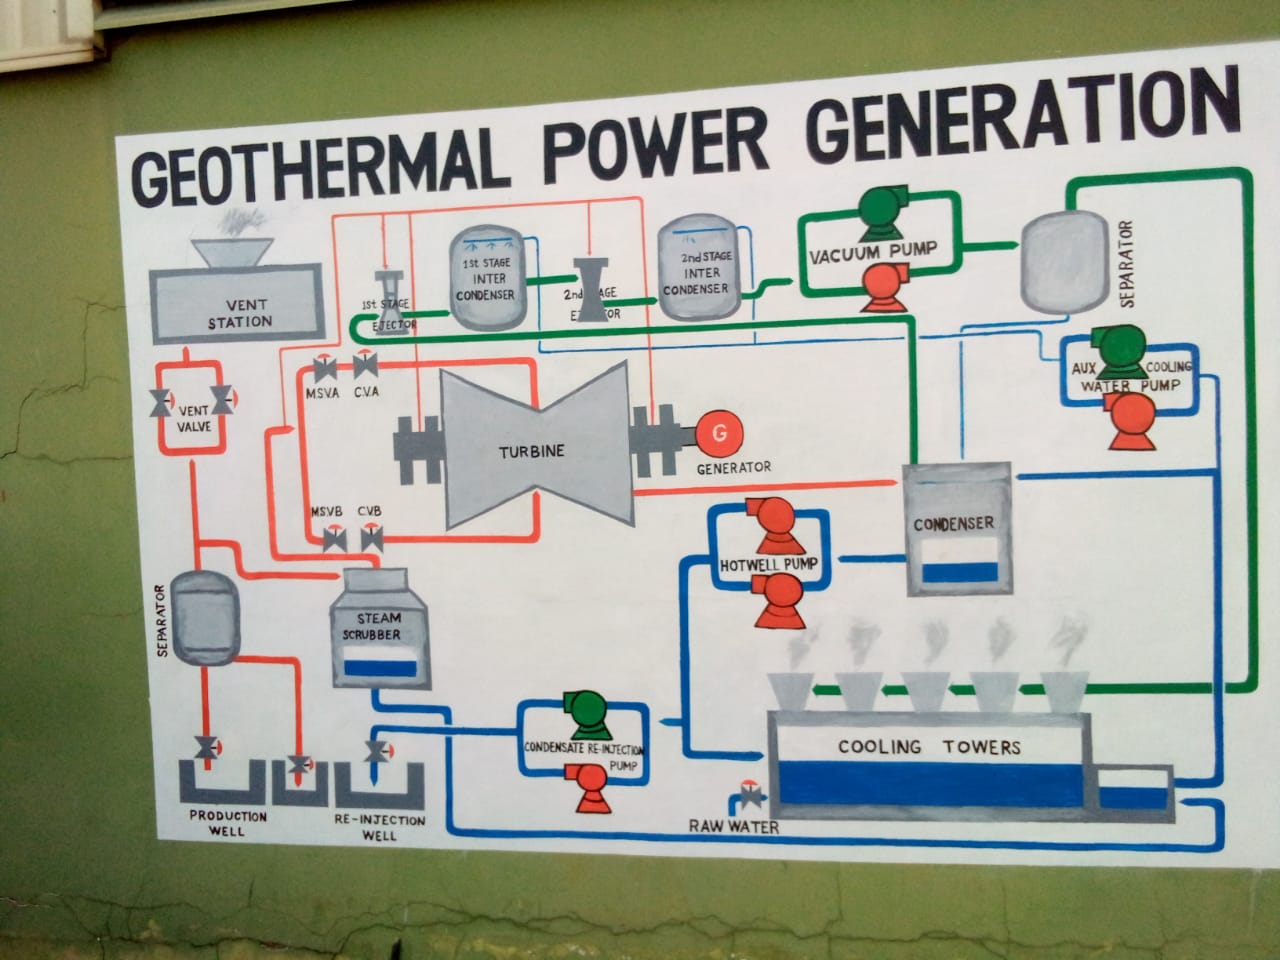 GEOTHERMAL POWER GENERATION
VENT
STATION
1st STAGE
EJECTOR
1st STAGE
INTER
CONDENSER
2nd STAGE
EJECTOR
2nd STAGE
INTER
CONDENSER
VACUUM PUMP
SEPARATOR
VENT
VALVE
MSVA
C.V.A
TURBINE
G
GENERATOR
AUX COOLING
WATER PUMP
MSVB
CVB
CONDENSER
HOTWELL PUMP
SEPARATOR
STEAM
SCRUBBER
CONDENSATE RE-INJECTION
PUMP
COOLING TOWERS
RAW WATER
PRODUCTION
WELL
RE-INJECTION
WELL